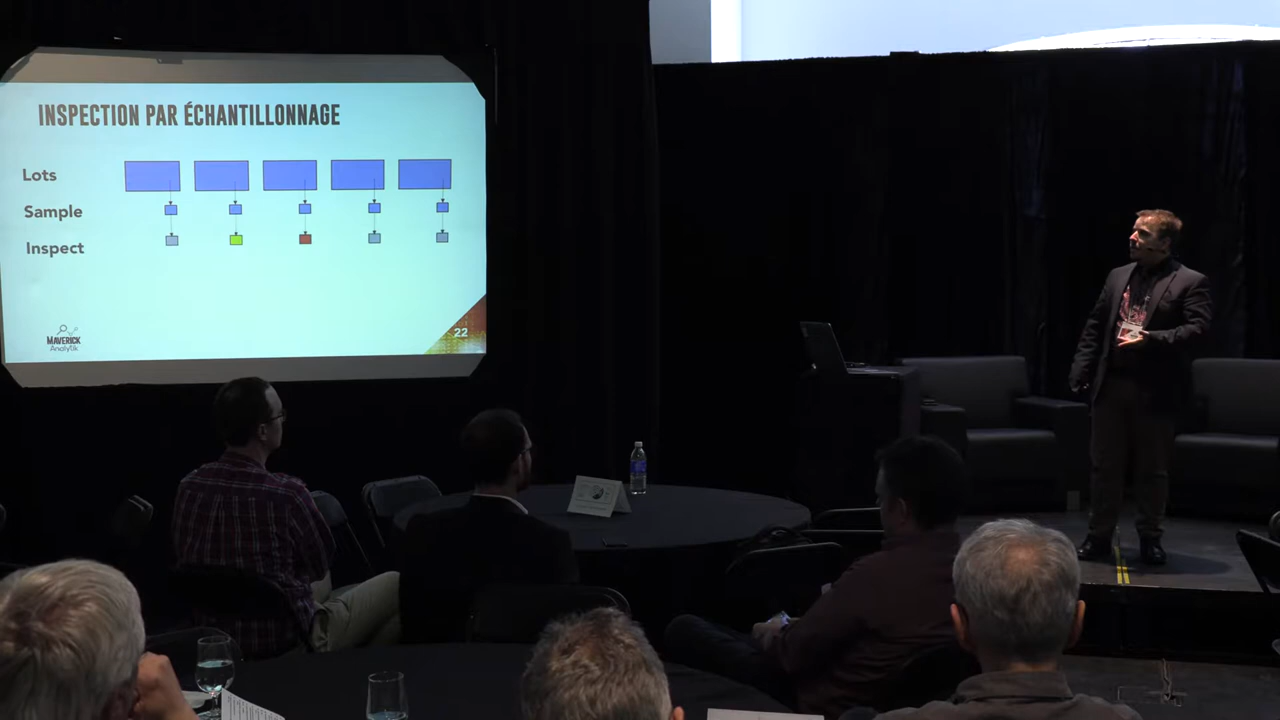 INSPECTION PAR ÉCHANTILLONNAGE
Lots
Sample
Inspect
MAVERICK
Analytik
22